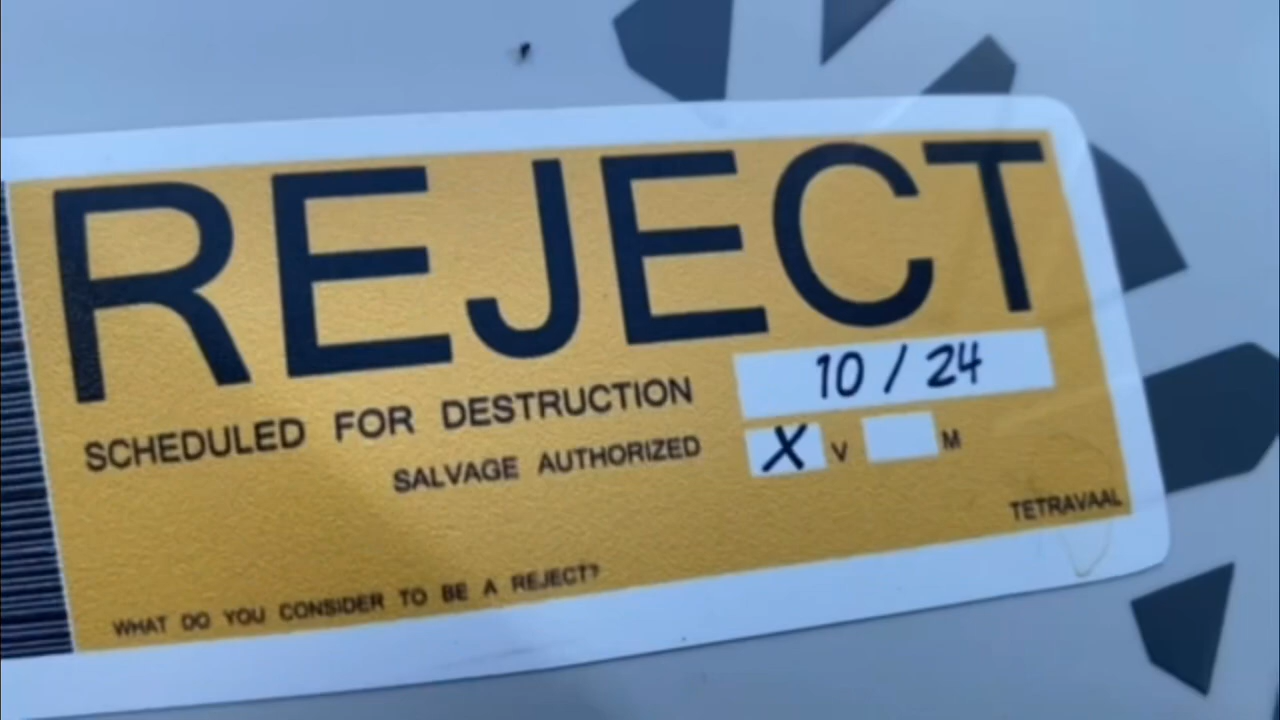 REJECT
SCHEDULED FOR DESTRUCTION 10 / 24
SALVAGE AUTHORIZED X V M
TETRAVAAL
WHAT DO YOU CONSIDER TO BE A REJECT?